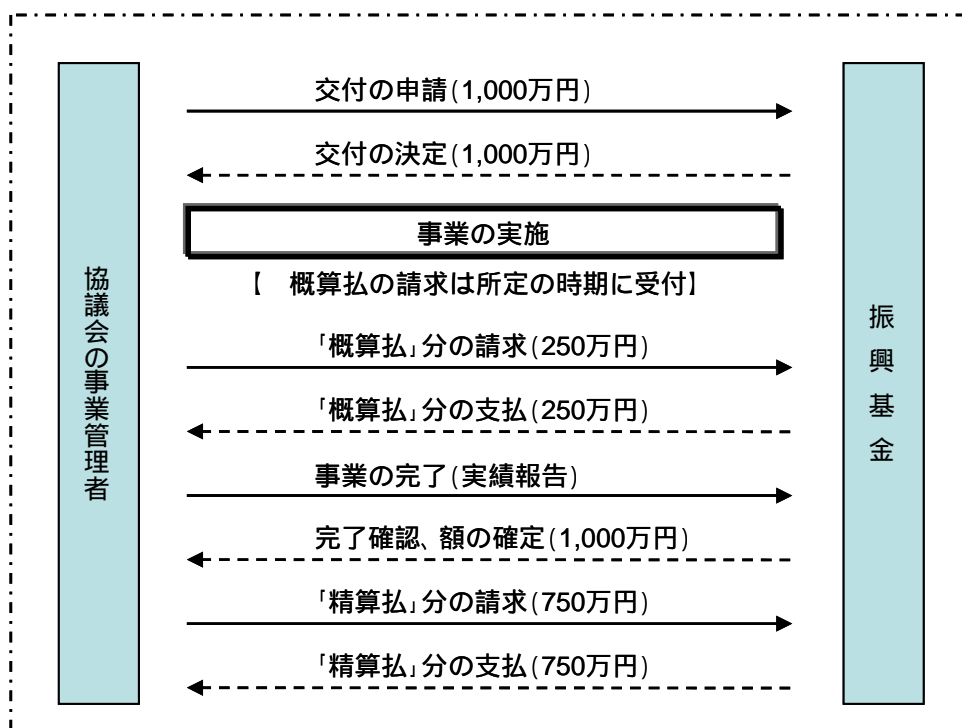 交付の申請(1,000万円)
交付の決定(1,000万円)
事業の実施
【　概算払の請求は所定の時期に受付】
「概算払」分の請求(250万円)
「概算払」分の支払(250万円)
事業の完了(実績報告)
完了確認、額の確定(1,000万円)
「精算払」分の請求(750万円)
「精算払」分の支払(750万円)
協議会の事業管理者
振興基金